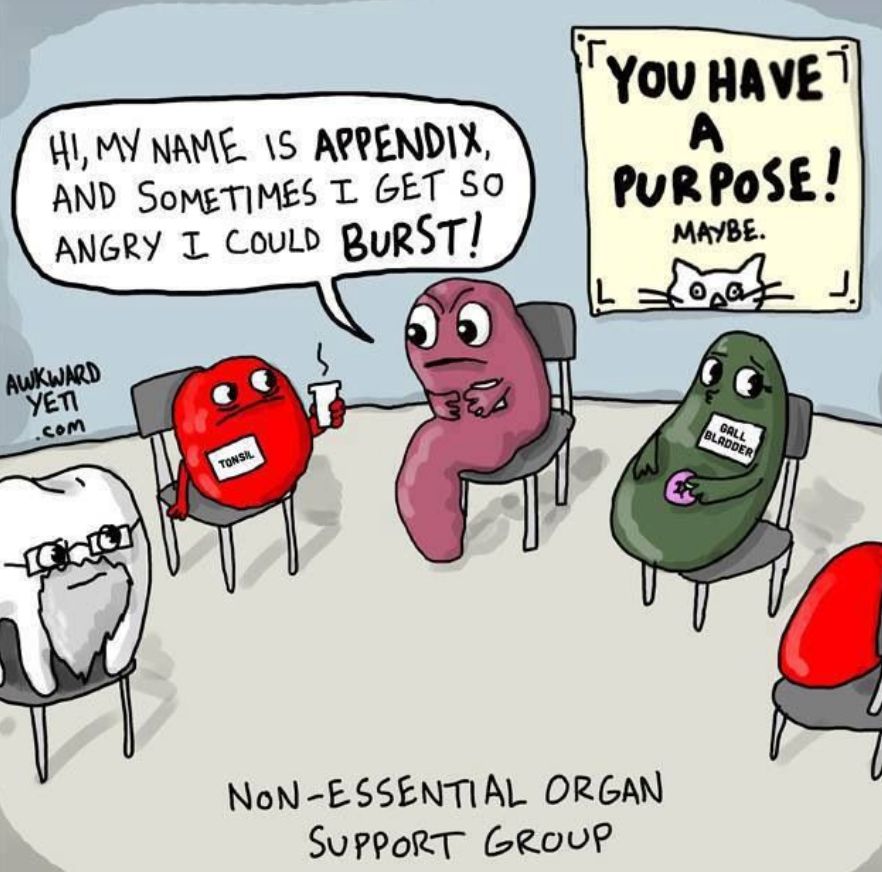 YOU HAVE
A
PURPOSE!
MAYBE.
HI, MY NAME IS APPENDIX,
AND SOMETIMES I GET SO
ANGRY I COULD BURST!
AWKWARD
YETI
.COM
TONSIL
GALL
BLADDER
NON-ESSENTIAL ORGAN
SUPPORT GROUP